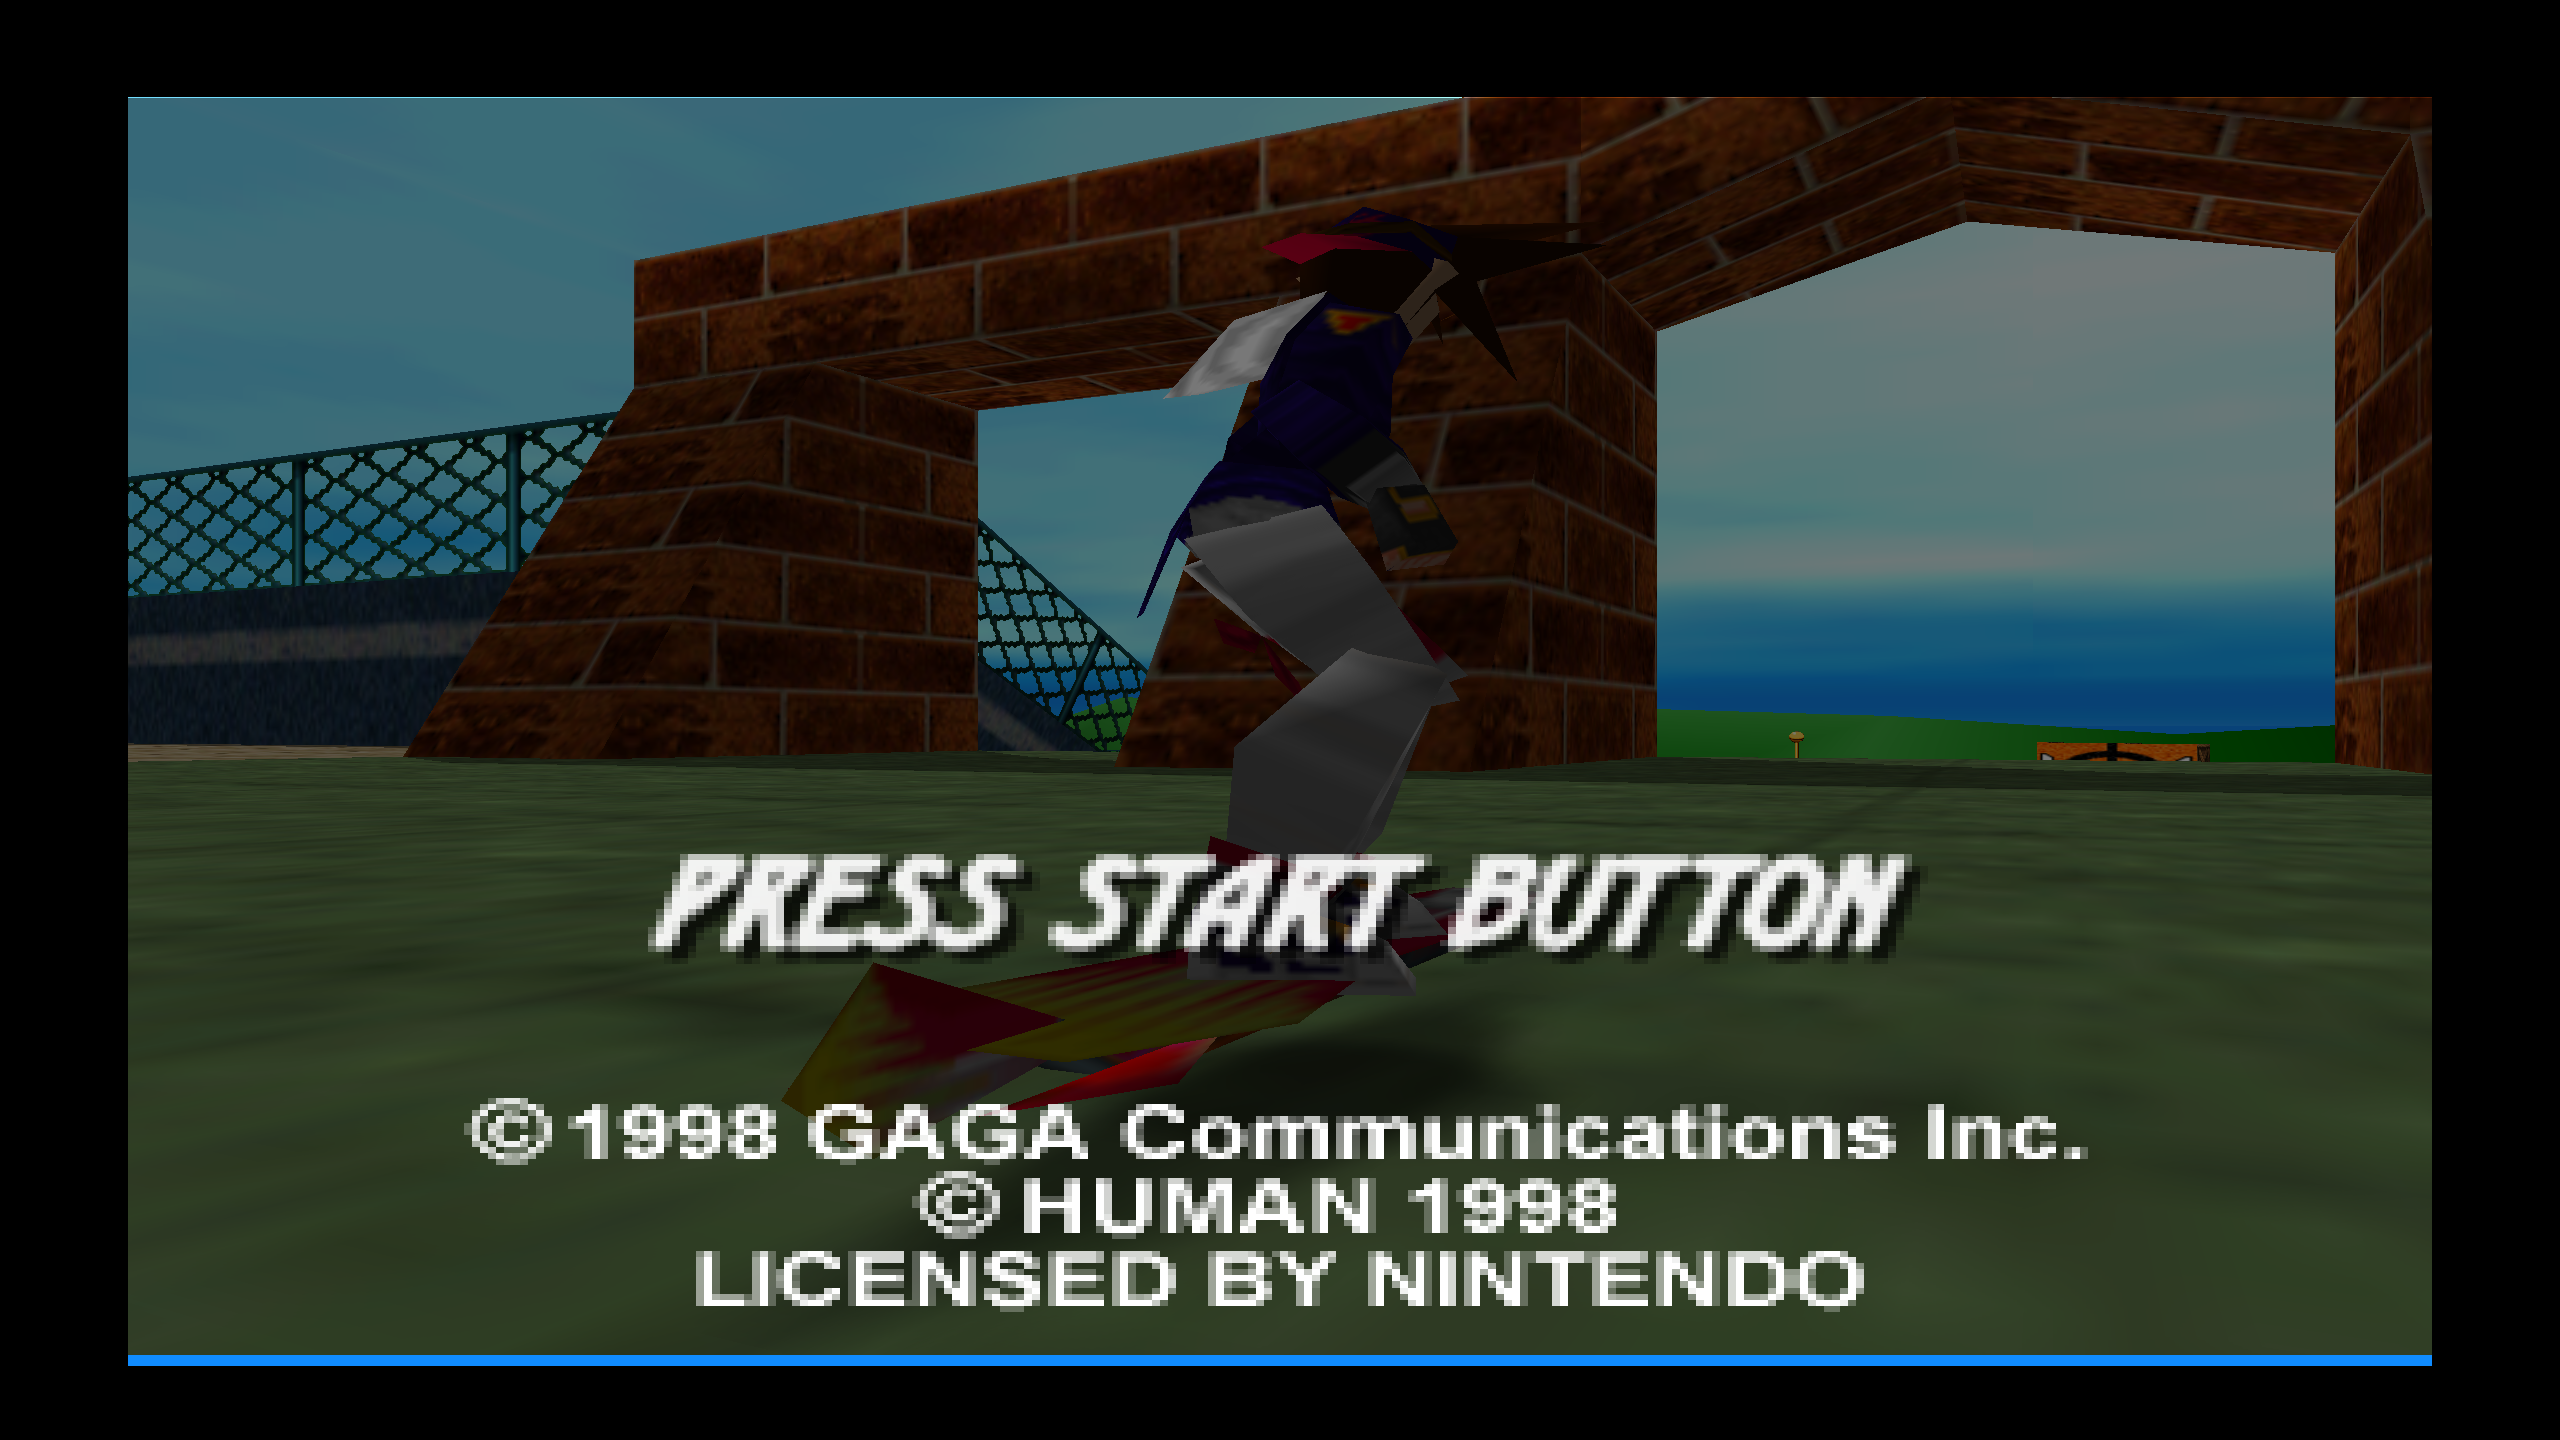 PRESS START BUTTON
©1998 GAGA Communications Inc.
©HUMAN 1998
LICENSED BY NINTENDO